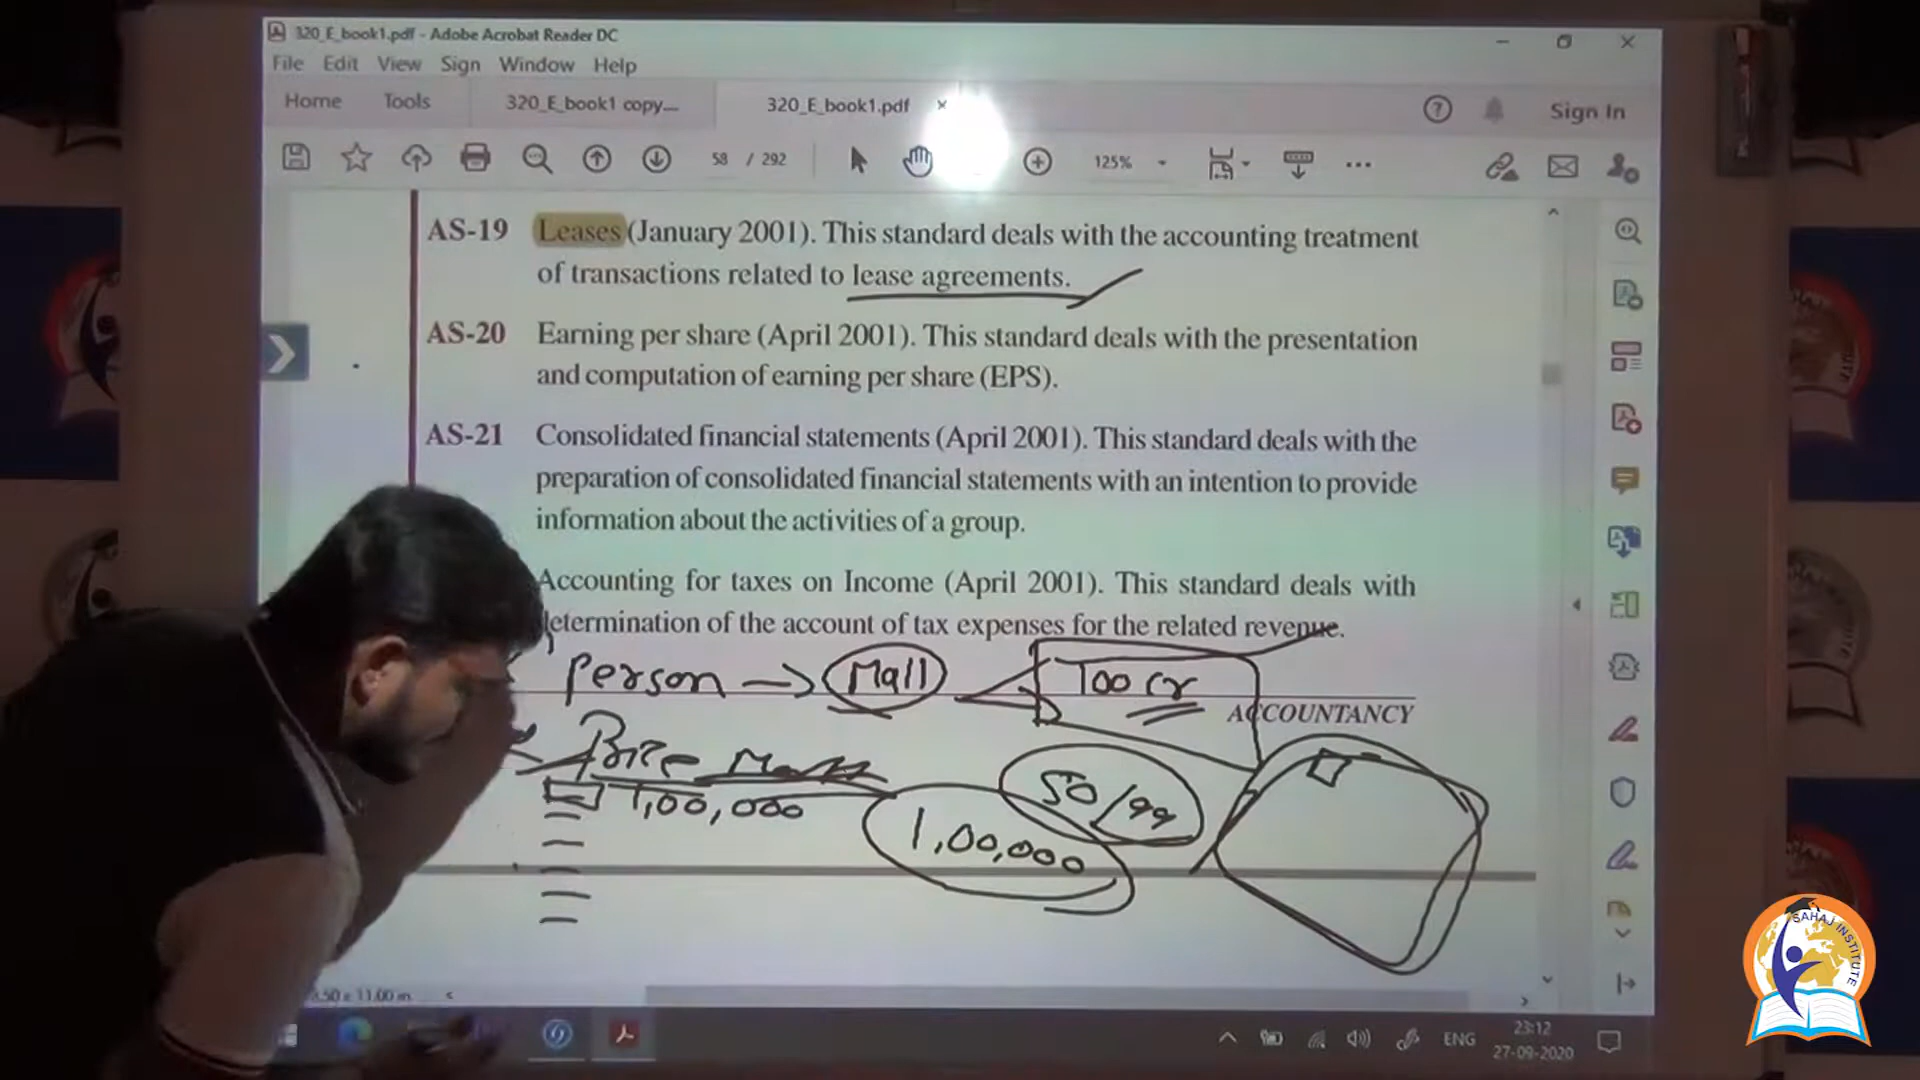 320_E_book1.pdf - Adobe Acrobat Reader DC
File Edit View Sign Window Help
Home Tools 320_E_book1 copy... 320_E_book1.pdf × Sign In
58 / 292 125%
AS-19 Leases (January 2001). This standard deals with the accounting treatment
of transactions related to lease agreements.
AS-20 Earning per share (April 2001). This standard deals with the presentation
and computation of earning per share (EPS).
AS-21 Consolidated financial statements (April 2001). This standard deals with the
preparation of consolidated financial statements with an intention to provide
information about the activities of a group.
Accounting for taxes on Income (April 2001). This standard deals with
determination of the account of tax expenses for the related revenue.
Person → Mall 100 cr
ACCOUNTANCY
50/99
1,00,000
1,00,000
.50 x 11.00 in
ENG 23:12
27-09-2020
SAHAJ INSTITUTE